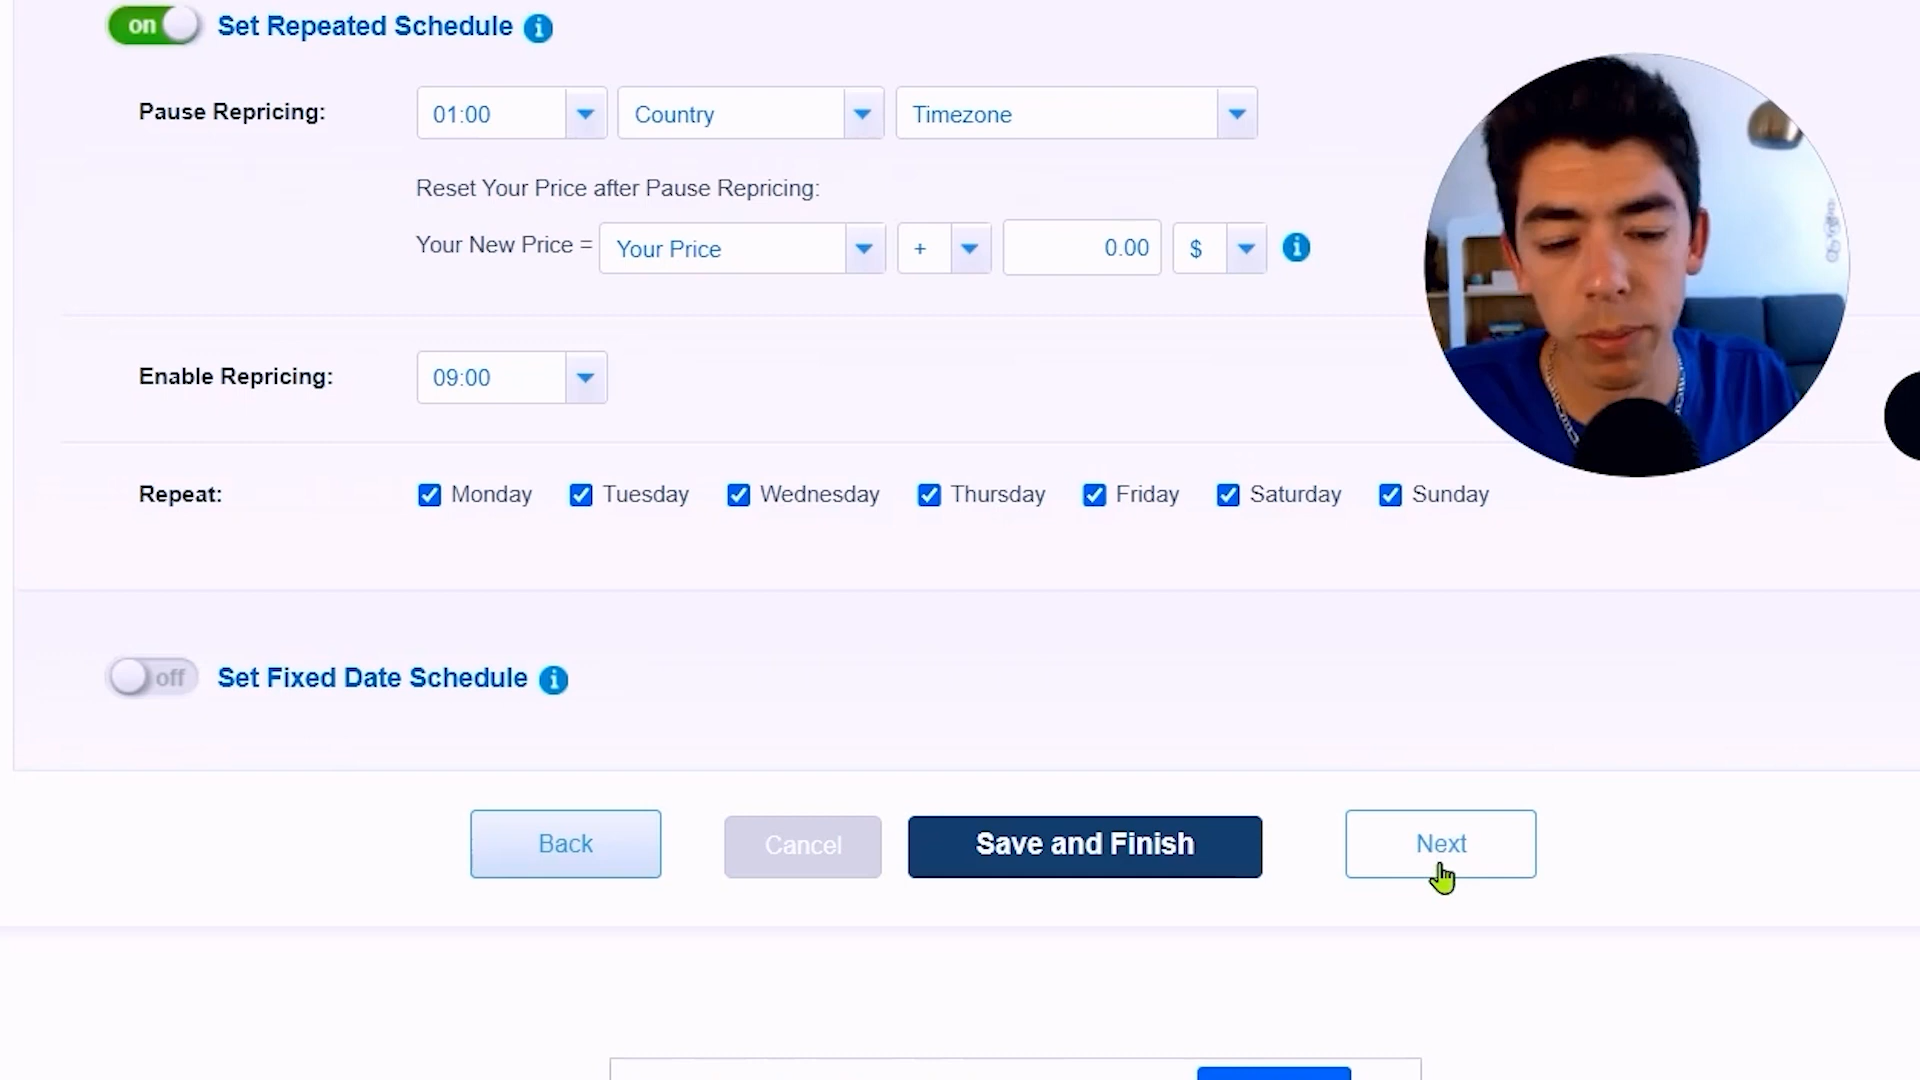 on Set Repeated Schedule i
Pause Repricing: 01:00 Country Timezone
Reset Your Price after Pause Repricing:
Your New Price = Your Price + 0.00 $ i
Enable Repricing: 09:00
Repeat: Monday Tuesday Wednesday Thursday Friday Saturday Sunday
off Set Fixed Date Schedule i
Back Cancel Save and Finish Next